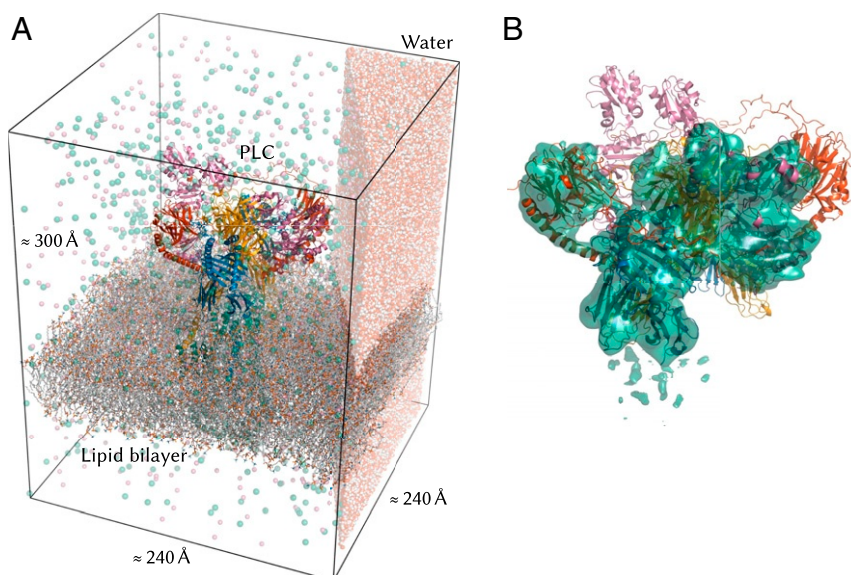 A
Water
PLC
≈ 300 Å
Lipid bilayer
≈ 240 Å
≈ 240 Å
B